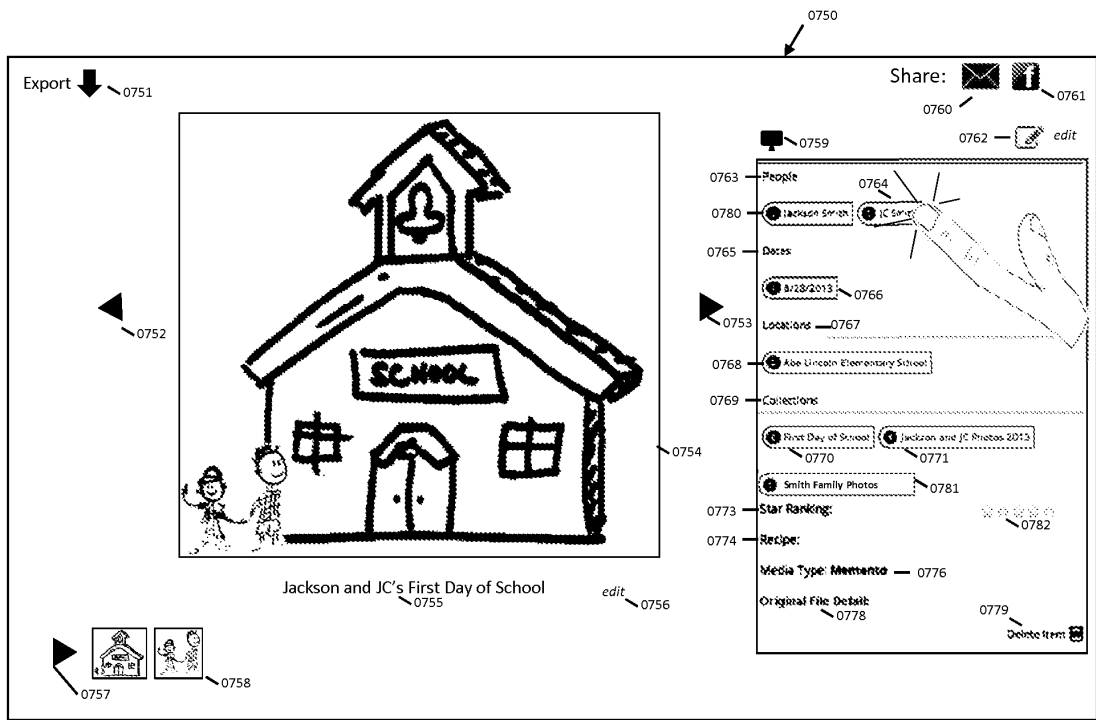 0750
Export 0751
Share: 0760 f 0761
0759 0762 edit
0763 People
0764
0780 Jackson Smith JC Smi
0765 Dates
8/28/2013 0766
0752
0753 Locations 0767
0768 Abe Lincoln Elementary School
SCHOOL
0769 Collections
First Day of School Jackson and JC Photos 2013
0754
0770 0771
Smith Family Photos 0781
0773 Star Ranking: 0782
0774 Recipe:
Media Type: Memento 0776
Jackson and JC's First Day of School edit
0755 0756
Original File Detail:
0778
0779
Delete Item
0757 0758